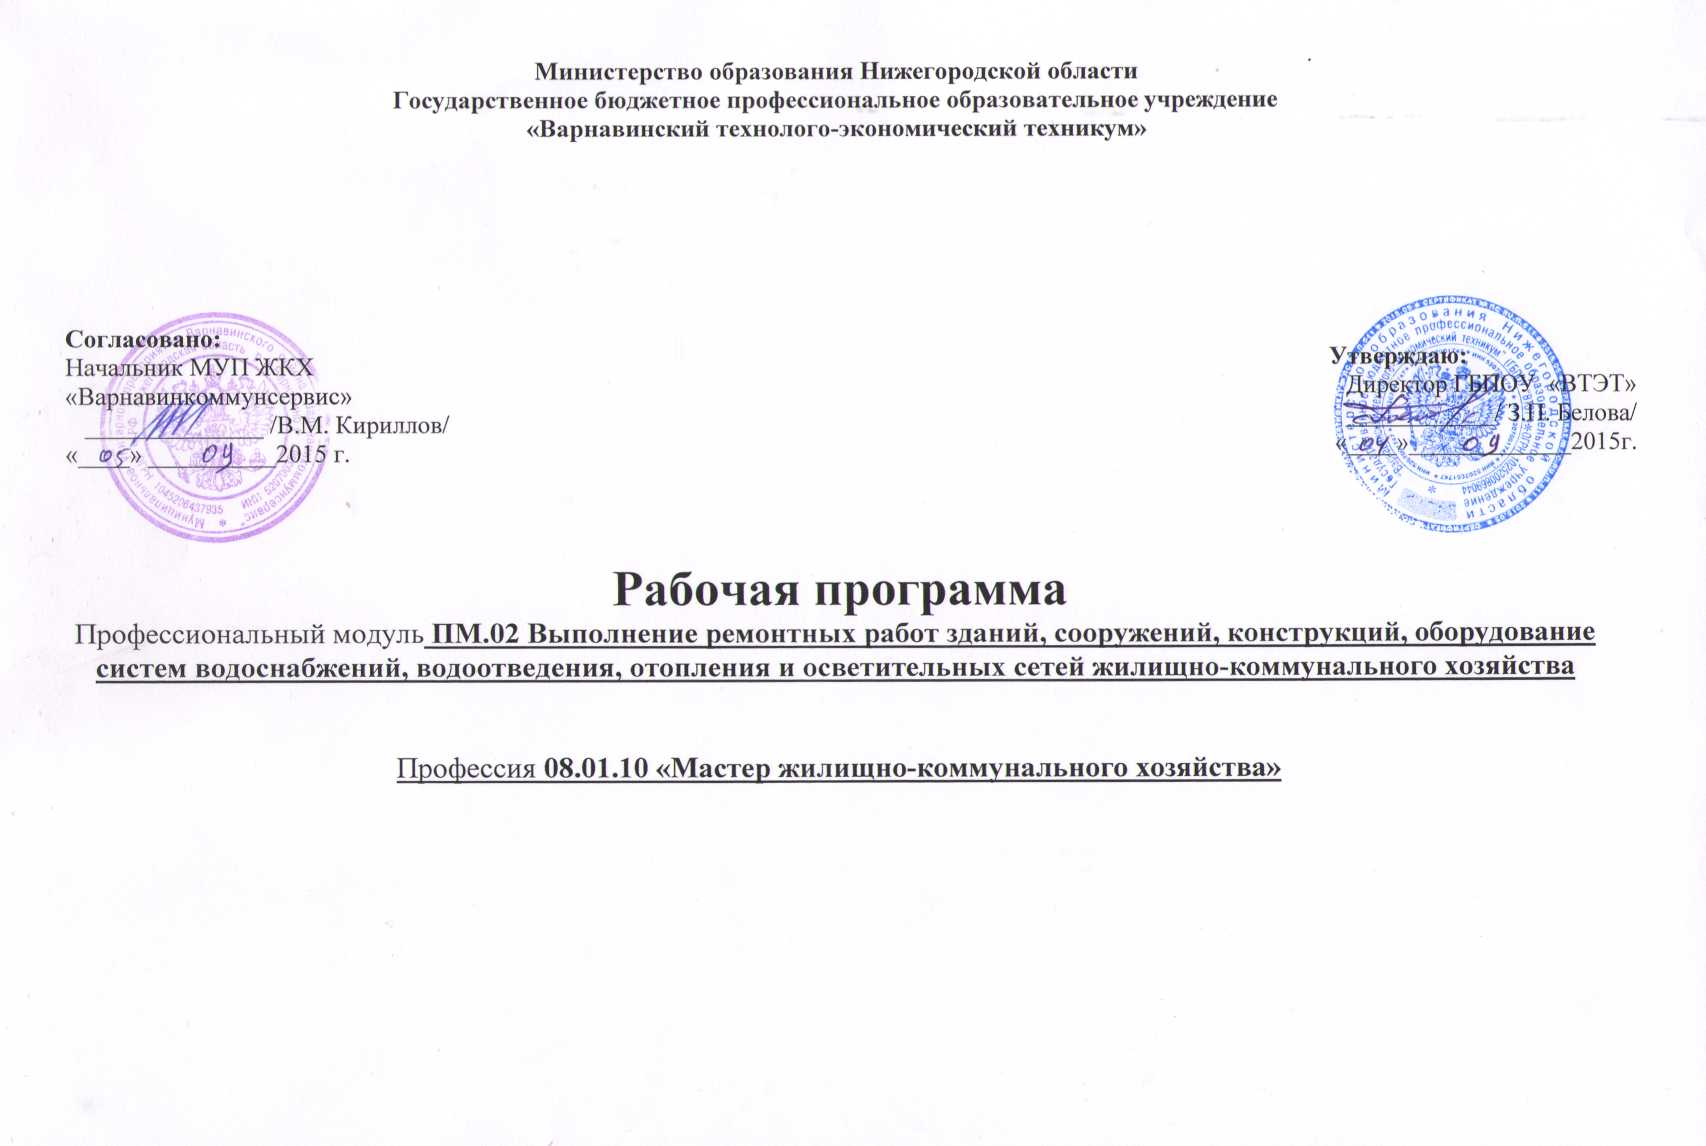 Министерство образования Нижегородской области
Государственное бюджетное профессиональное образовательное учреждение
«Варнавинский технолого-экономический техникум»
Согласовано:
Начальник МУП ЖКХ
«Варнавинкоммунсервис»
/В.М. Кириллов/
«05» 09 2015 г.
Утверждаю:
Директор ГБПОУ «ВТЭТ»
/ З.П. Белова/
«04» 09 2015г.
Рабочая программа
Профессиональный модуль ПМ.02 Выполнение ремонтных работ зданий, сооружений, конструкций, оборудование
систем водоснабжений, водоотведения, отопления и осветительных сетей жилищно-коммунального хозяйства
Профессия 08.01.10 «Мастер жилищно-коммунального хозяйства»